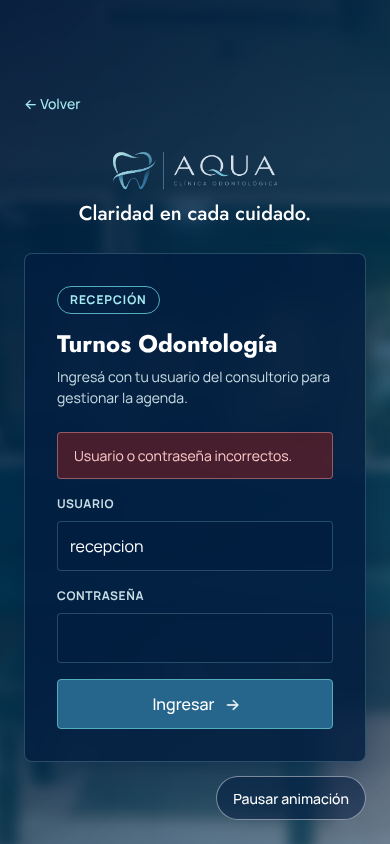 ← Volver
AQUA
CLÍNICA ODONTOLÓGICA
Claridad en cada cuidado.
RECEPCIÓN
Turnos Odontología
Ingresá con tu usuario del consultorio para
gestionar la agenda.
Usuario o contraseña incorrectos.
USUARIO
recepcion
CONTRASEÑA
Ingresar →
Pausar animación